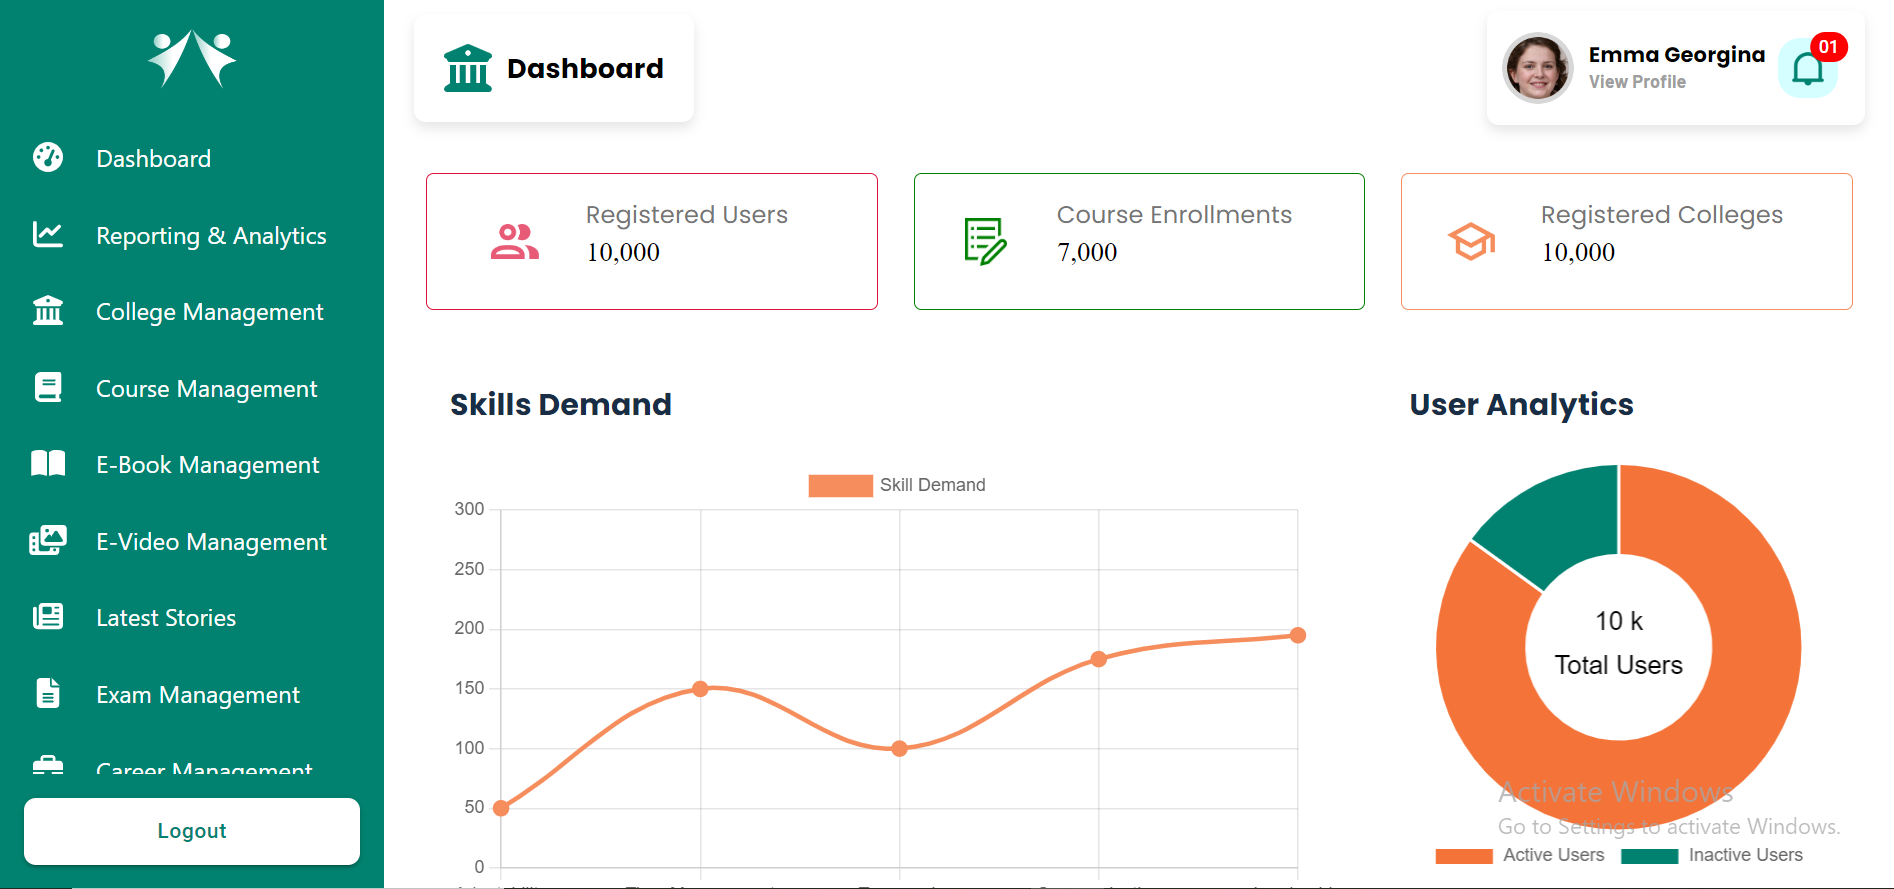 Dashboard
Reporting & Analytics
College Management
Course Management
E-Book Management
E-Video Management
Latest Stories
Exam Management
Career Management
Logout
Dashboard
Emma Georgina
View Profile
01
Registered Users
10,000
Course Enrollments
7,000
Registered Colleges
10,000
Skills Demand
Skill Demand
300
250
200
150
100
50
0
User Analytics
10 k
Total Users
Activate Windows
Go to Settings to activate Windows.
Active Users
Inactive Users